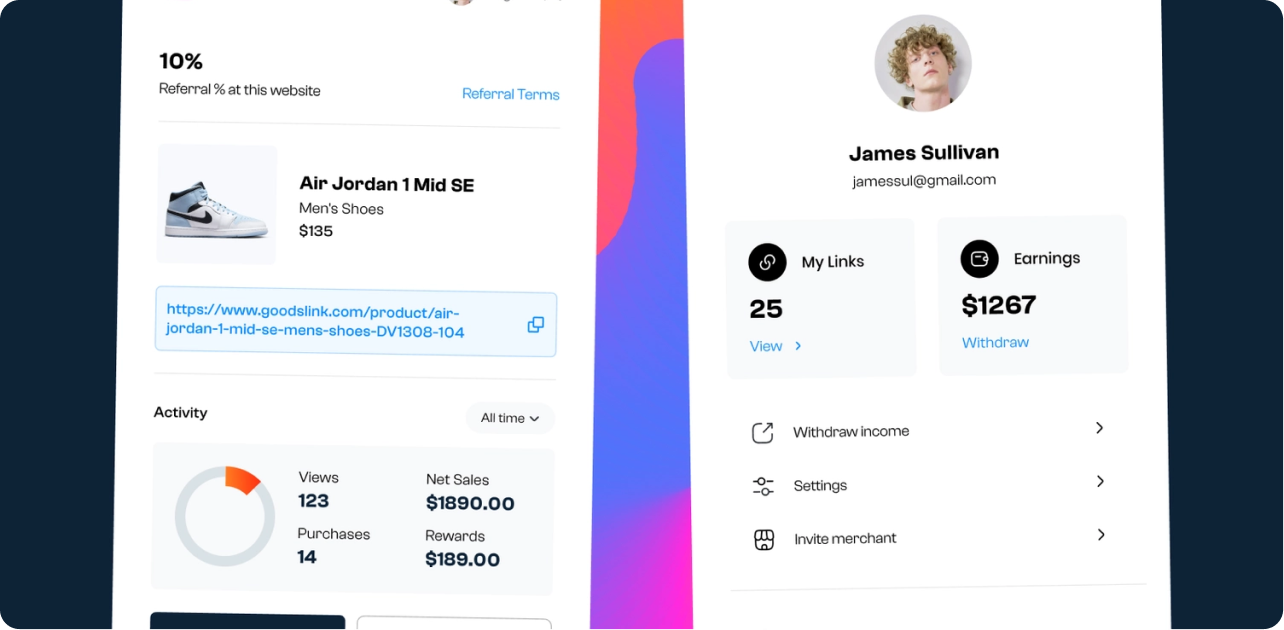 10%
Referral % at this website
Referral Terms
Air Jordan 1 Mid SE
Men's Shoes
$135
https://www.goodslink.com/product/air-
jordan-1-mid-se-mens-shoes-DV1308-104
Activity
All time
Views
123
Net Sales
$1890.00
Purchases
14
Rewards
$189.00
James Sullivan
jamessul@gmail.com
My Links
25
View
Earnings
$1267
Withdraw
Withdraw income
Settings
Invite merchant